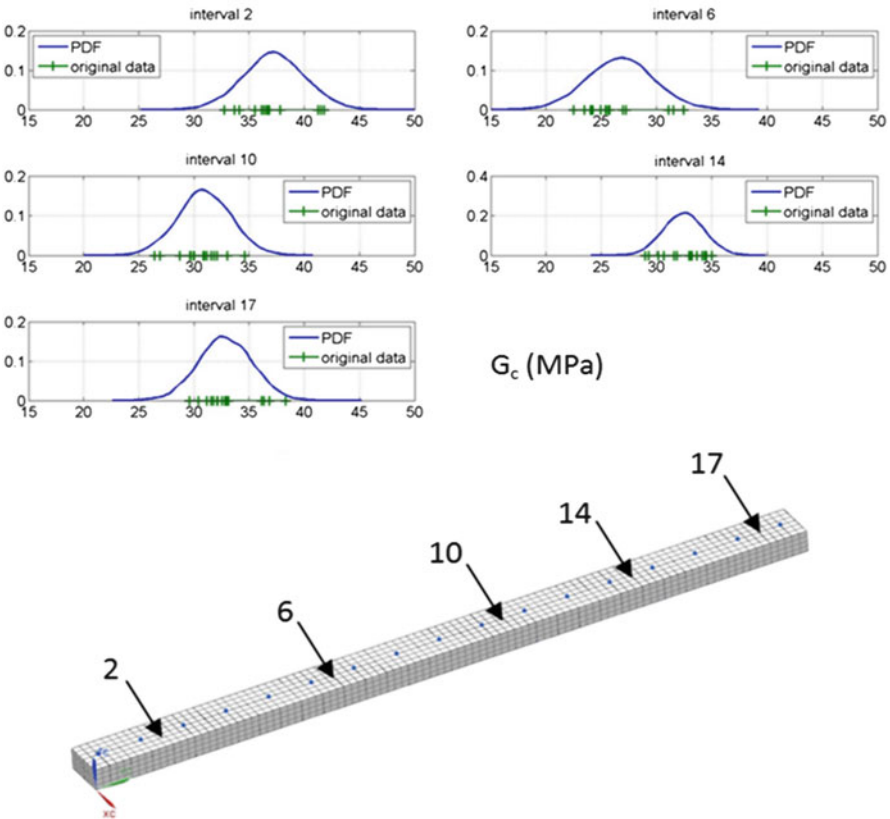 interval 2
0.2
0.1
0
PDF
original data
15 20 25 30 35 40 45 50
interval 6
0.2
0.1
0
PDF
original data
15 20 25 30 35 40 45 50
interval 10
0.2
0.1
0
PDF
original data
15 20 25 30 35 40 45 50
interval 14
0.4
0.2
0
PDF
original data
15 20 25 30 35 40 45 50
interval 17
0.2
0.1
0
PDF
original data
15 20 25 30 35 40 45 50
Gc (MPa)
17
14
10
6
2
xc